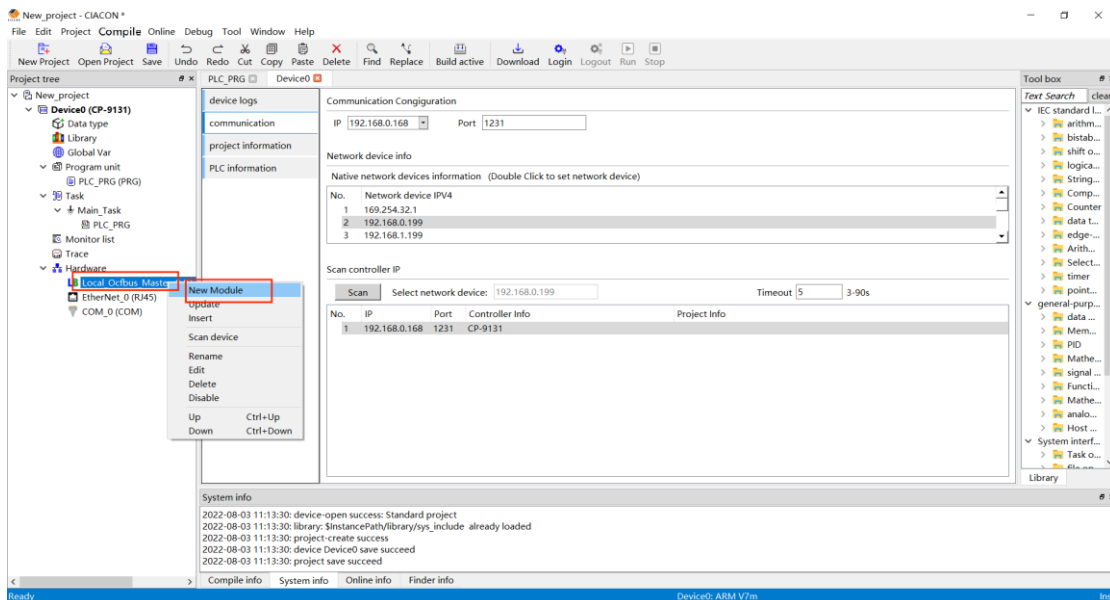 New_project - CIACON *
File Edit Project Compile Online Debug Tool Window Help
New Project Open Project Save Undo Redo Cut Copy Paste Delete Find Replace Build active Download Login Logout Run Stop
Project tree
New_project
Device0 (CP-9131)
Data type
Library
Global Var
Program unit
PLC_PRG (PRG)
Task
Main_Task
PLC_PRG
Monitor list
Trace
Hardware
Local_Ocfbus_Maste
EtherNet_0 (RJ45)
COM_0 (COM)
New Module
Update
Insert
Scan device
Rename
Edit
Delete
Disable
Up Ctrl+Up
Down Ctrl+Down
PLC_PRG Device0
device logs
communication
project information
PLC information
Communication Congiguration
IP 192.168.0.168 Port 1231
Network device info
Native network devices information (Double Click to set network device)
No. Network device IPV4
1 169.254.32.1
2 192.168.0.199
3 192.168.1.199
Scan controller IP
Scan Select network device: 192.168.0.199 Timeout 5 3-90s
No. IP Port Controller Info Project Info
1 192.168.0.168 1231 CP-9131
Tool box
Text Search clea
IEC standard l...
arithm...
bistab...
shift o...
logica...
String...
Comp...
Counter
data t...
edge-...
Arith...
Select...
timer
point...
general-purp...
data ...
Mem...
PID
Mathe...
signal ...
Functi...
Mathe...
analo...
Host ...
System interf...
Task o...
Library
System info
2022-08-03 11:13:30: device-open success: Standard project
2022-08-03 11:13:30: library: $InstancePath/library/sys_include already loaded
2022-08-03 11:13:30: project-create success
2022-08-03 11:13:30: device Device0 save succeed
2022-08-03 11:13:30: project save succeed
Compile info System info Online info Finder info
Ready Device0: ARM V7m Ins